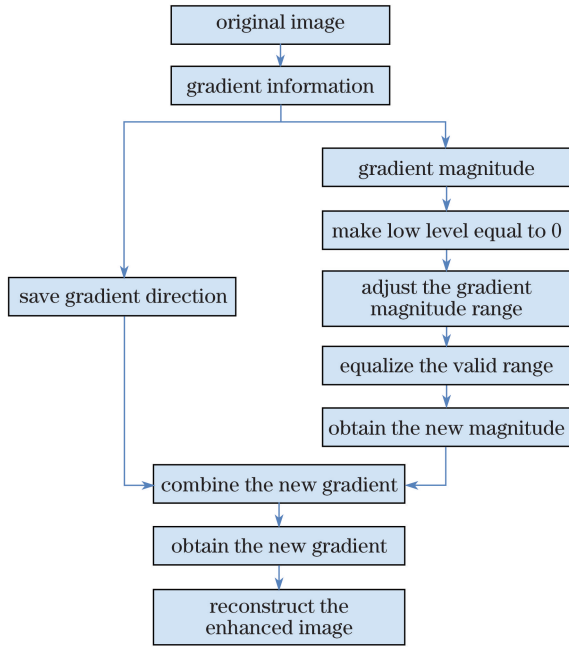 original image
gradient information
gradient magnitude
make low level equal to 0
save gradient direction
adjust the gradient
magnitude range
equalize the valid range
obtain the new magnitude
combine the new gradient
obtain the new gradient
reconstruct the
enhanced image